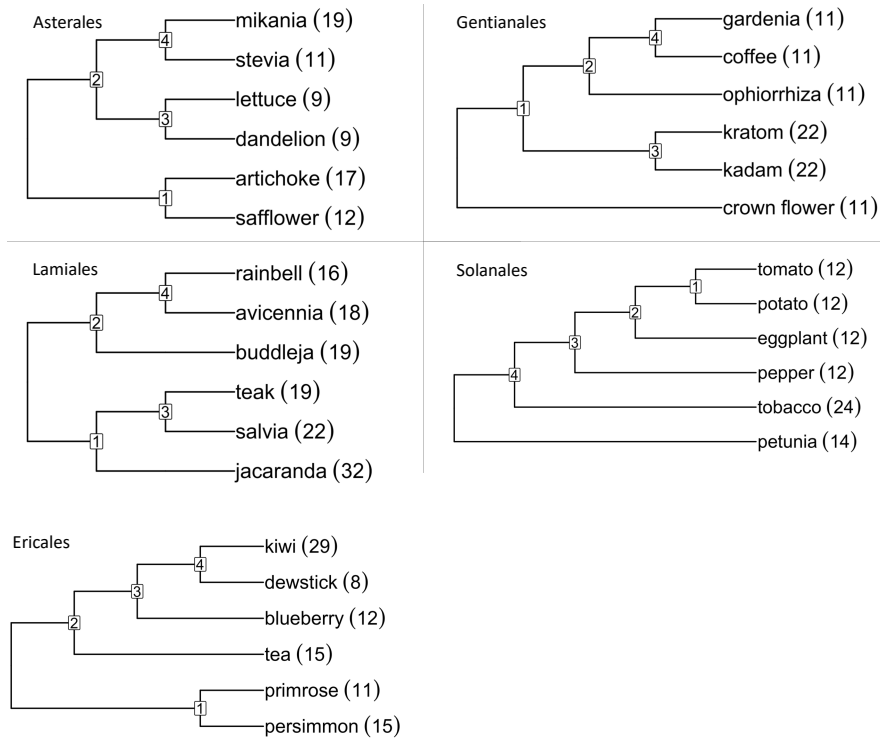 Asterales
4
2
3
1
mikania (19)
stevia (11)
lettuce (9)
dandelion (9)
artichoke (17)
safflower (12)
Gentianales
4
2
1
3
gardenia (11)
coffee (11)
ophiorrhiza (11)
kratom (22)
kadam (22)
crown flower (11)
Lamiales
4
2
3
1
rainbell (16)
avicennia (18)
buddleja (19)
teak (19)
salvia (22)
jacaranda (32)
Solanales
1
2
3
4
tomato (12)
potato (12)
eggplant (12)
pepper (12)
tobacco (24)
petunia (14)
Ericales
4
3
2
1
kiwi (29)
dewstick (8)
blueberry (12)
tea (15)
primrose (11)
persimmon (15)